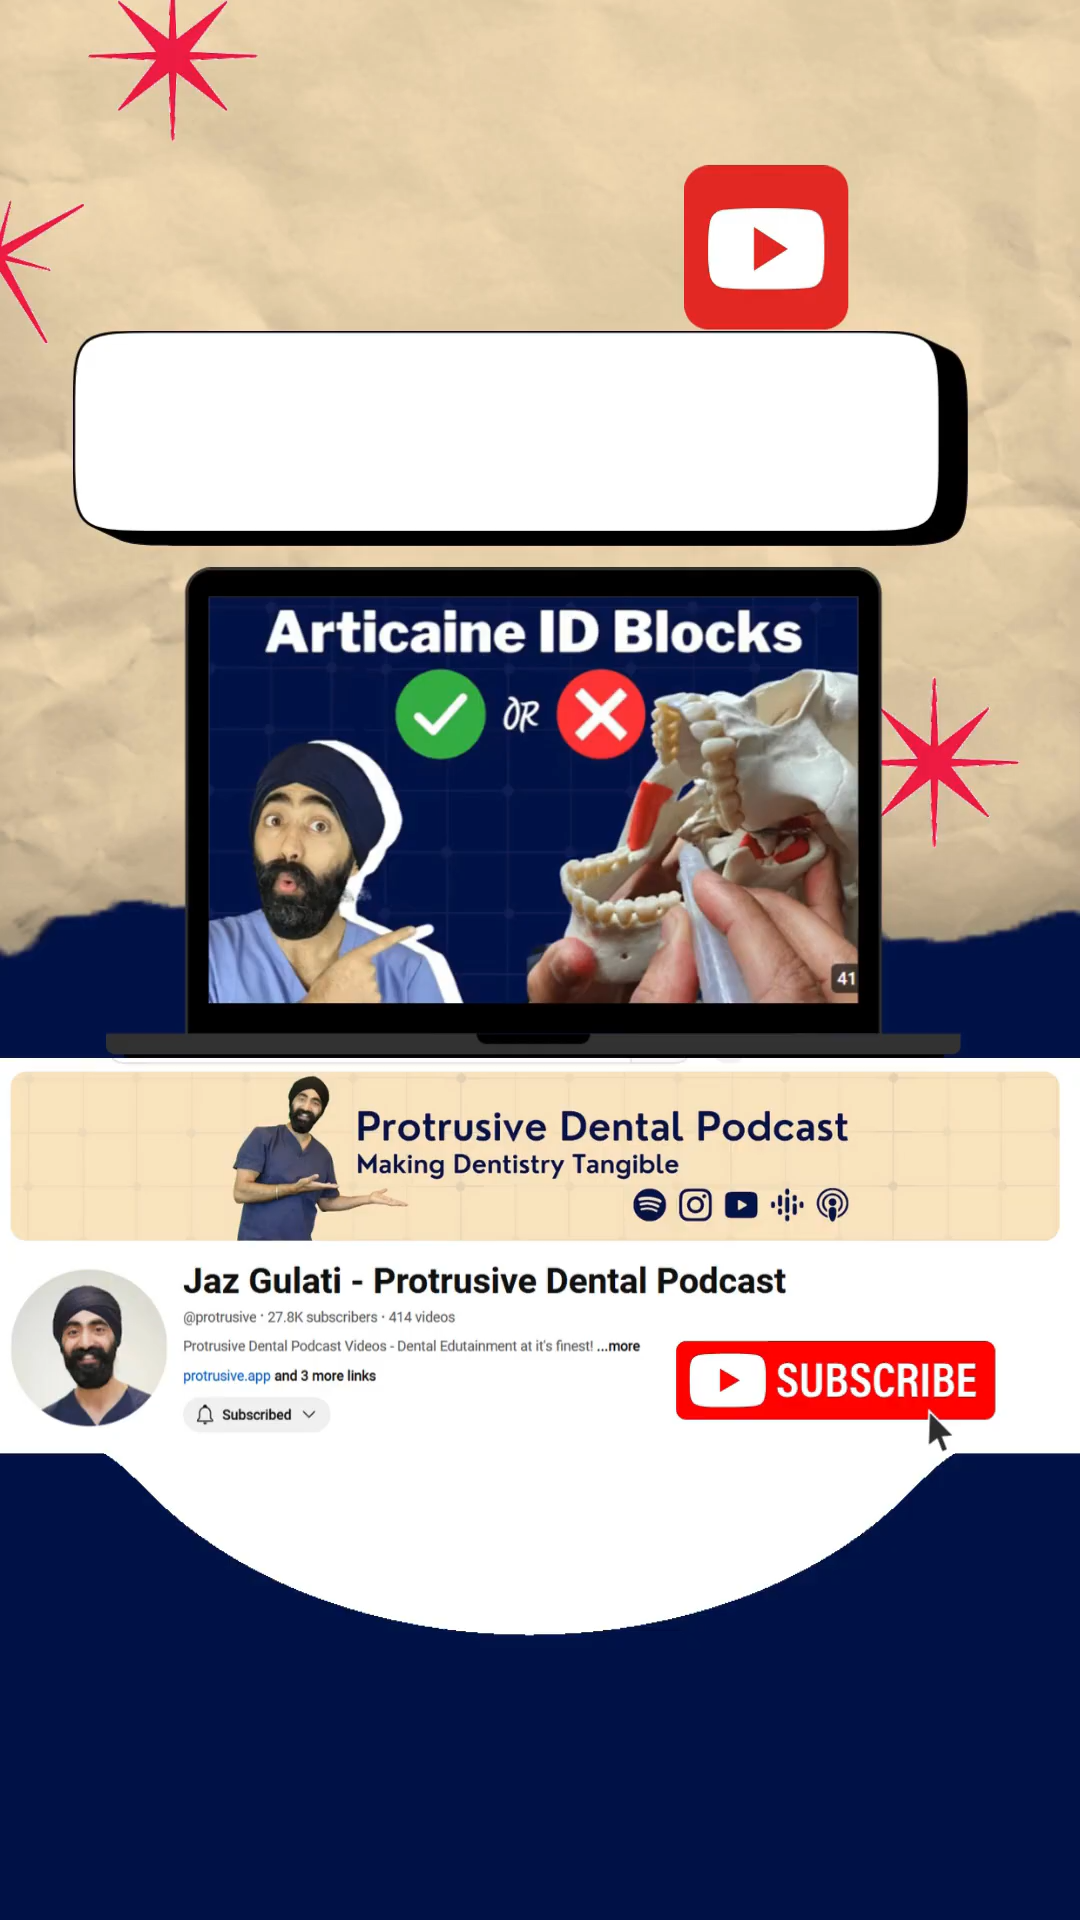 Articaine ID Blocks
OR
41
Protrusive Dental Podcast
Making Dentistry Tangible
Jaz Gulati - Protrusive Dental Podcast
@protrusive · 27.8K subscribers · 414 videos
Protrusive Dental Podcast Videos - Dental Edutainment at it's finest! ...more
protrusive.app and 3 more links
SUBSCRIBE
Subscribed